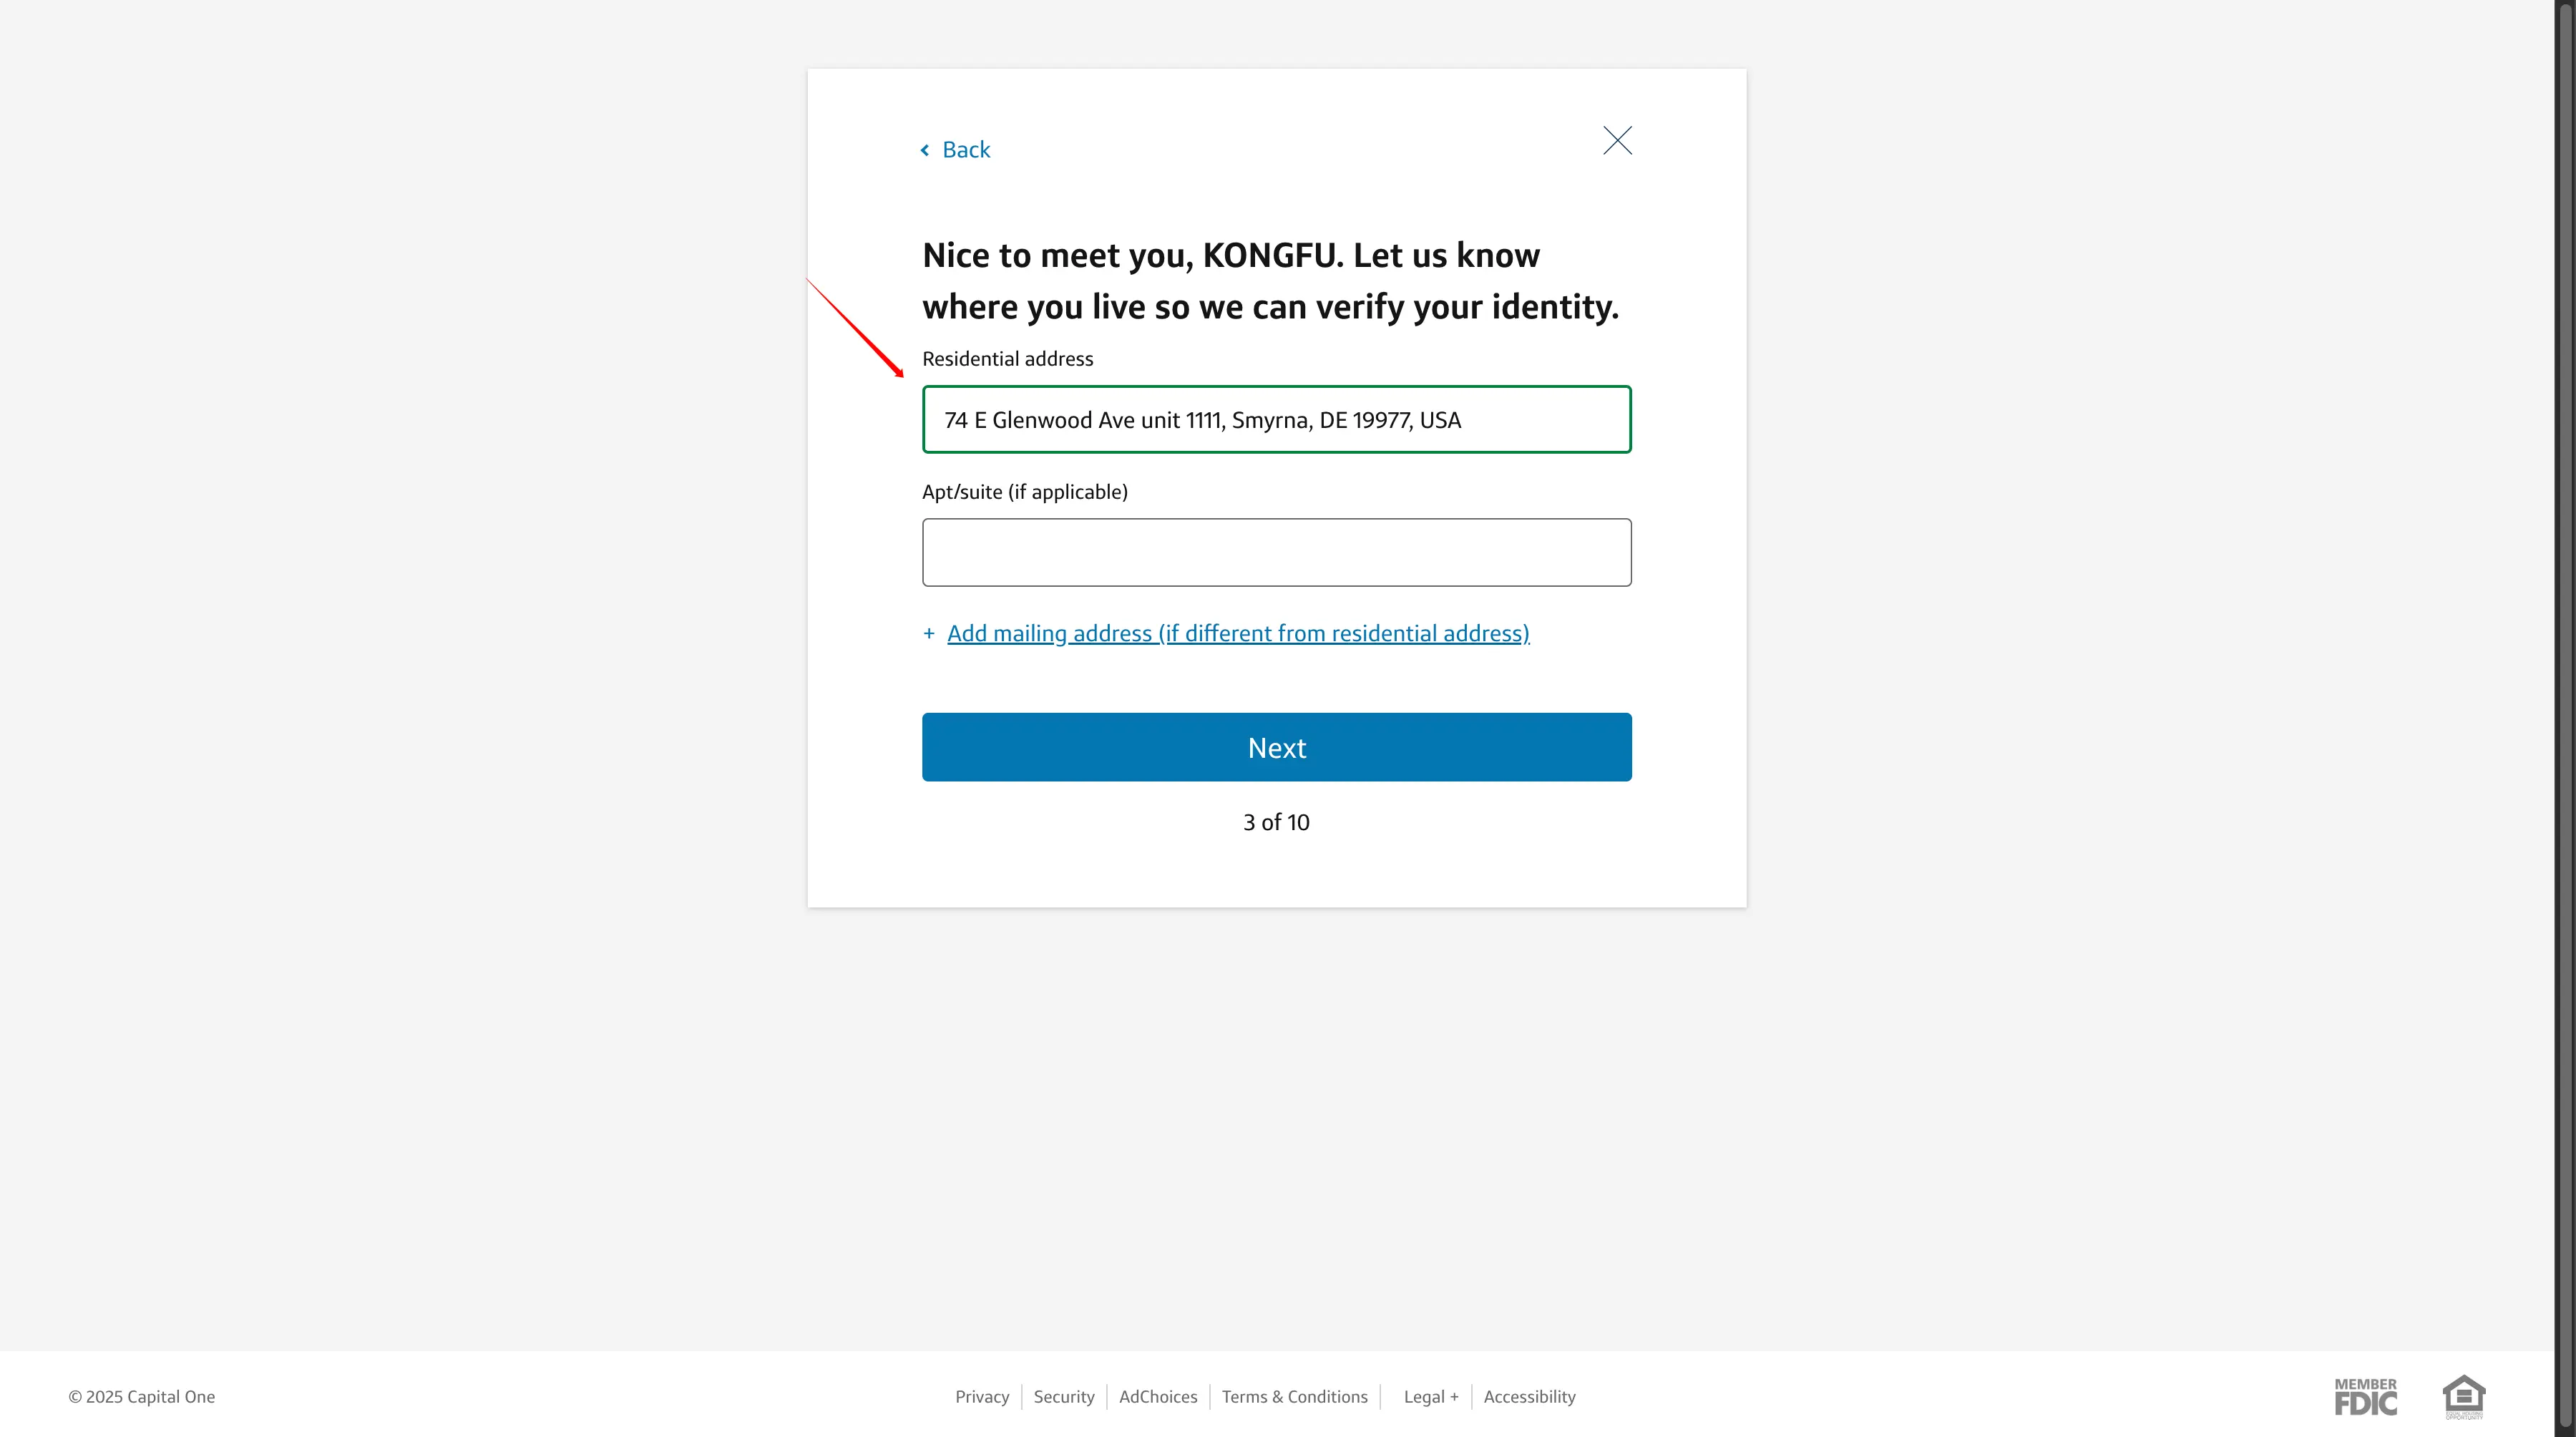 Back
Nice to meet you, KONGFU. Let us know
where you live so we can verify your identity.
Residential address
74 E Glenwood Ave unit 1111, Smyrna, DE 19977, USA
Apt/suite (if applicable)
+ Add mailing address (if different from residential address)
Next
3 of 10
© 2025 Capital One
Privacy
Security
AdChoices
Terms & Conditions
Legal +
Accessibility
MEMBER
FDIC
EQUAL HOUSING
OPPORTUNITY